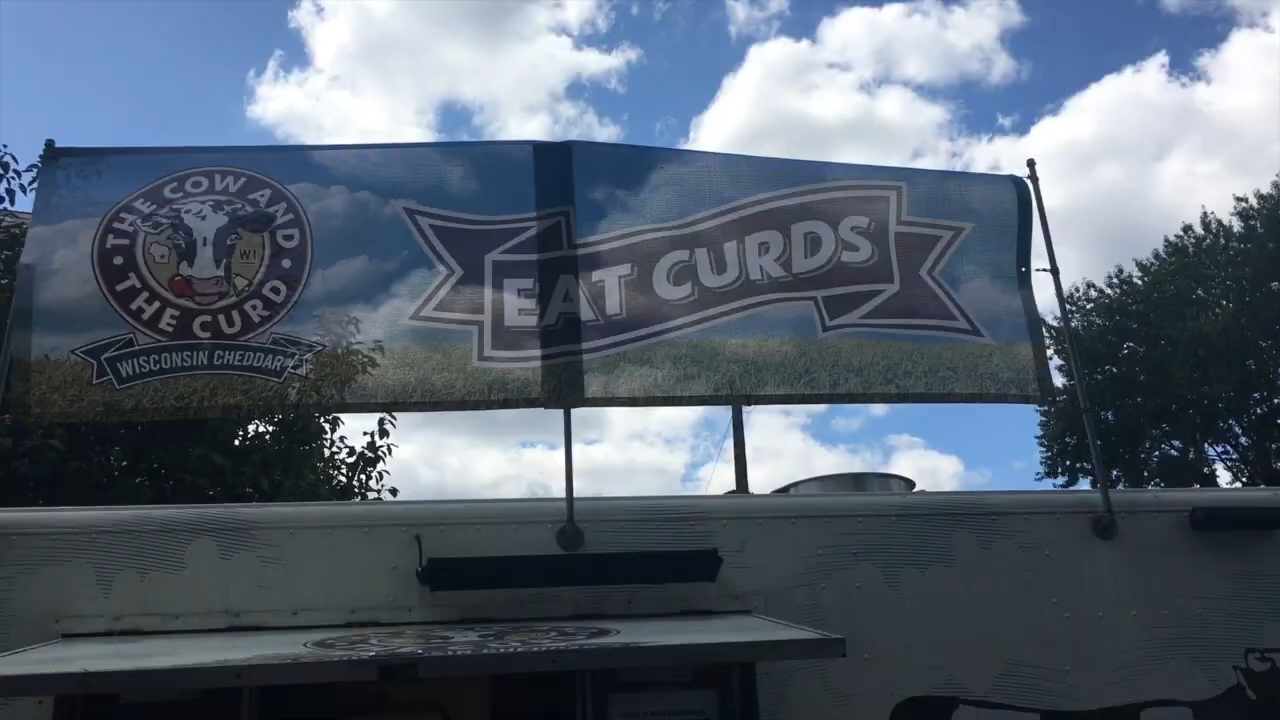 THE COW AND
WI
THE CURD
WISCONSIN CHEDDAR
EAT CURDS